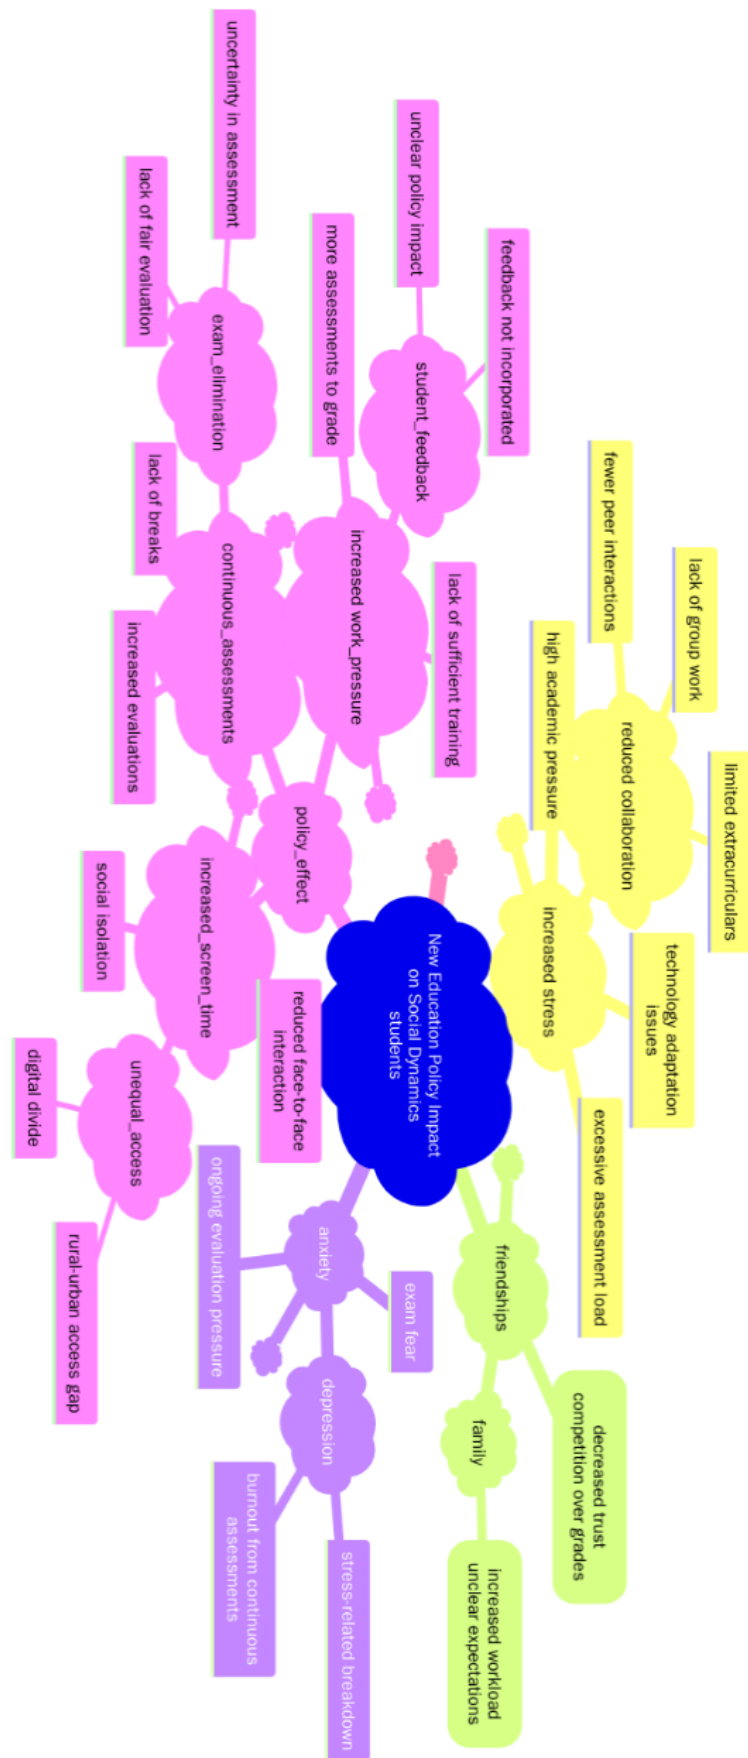 uncertainty in assessment
lack of fair evaluation
exam_elimination
unclear policy impact
feedback not incorporated
student_feedback
more assessments to grade
lack of sufficient training
increased work_pressure
lack of breaks
increased evaluations
continuous_assessments
policy_effect
increased_screen_time
social isolation
reduced face-to-face
interaction
unequal_access
digital divide
rural-urban access gap
fewer peer interactions
lack of group work
limited extracurriculars
reduced collaboration
high academic pressure
increased stress
technology adaptation
issues
excessive assessment load
New Education Policy Impact
on Social Dynamics
students
friendships
decreased trust
competition over grades
family
increased workload
unclear expectations
anxiety
exam fear
ongoing evaluation pressure
depression
burnout from continuous
assessments
stress-related breakdown